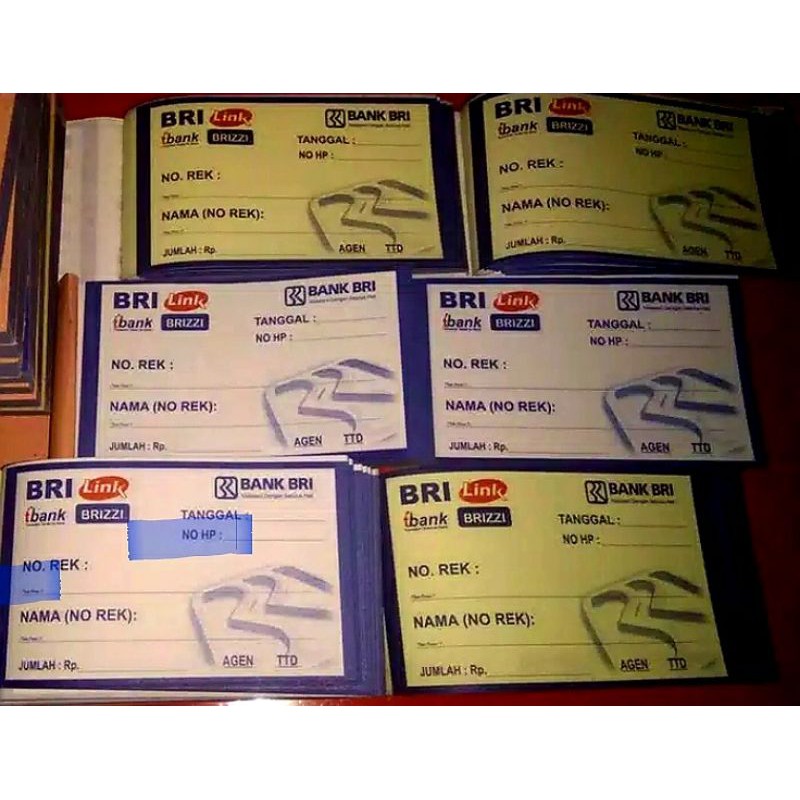 BRI Link BANK BRI
ibank BRIZZI TANGGAL :
NO HP :
NO. REK :
NAMA (NO REK):
JUMLAH : Rp. AGEN TTD
BRI Link BANK BRI
ibank BRIZZI TANGGAL :
NO HP :
NO. REK :
NAMA (NO REK):
JUMLAH : Rp. AGEN TTD
BRI Link BANK BRI
ibank BRIZZI TANGGAL :
NO HP :
NO. REK :
NAMA (NO REK):
JUMLAH : Rp. AGEN TTD
BRI Link BANK BRI
ibank BRIZZI TANGGAL :
NO HP :
NO. REK :
NAMA (NO REK):
JUMLAH : Rp. AGEN TTD
BRI Link BANK BRI
ibank BRIZZI TANGGAL :
NO HP :
NO. REK :
NAMA (NO REK):
JUMLAH : Rp. AGEN TTD
BRI Link BANK BRI
ibank BRIZZI TANGGAL :
NO HP :
NO. REK :
NAMA (NO REK):
JUMLAH : Rp. AGEN TTD